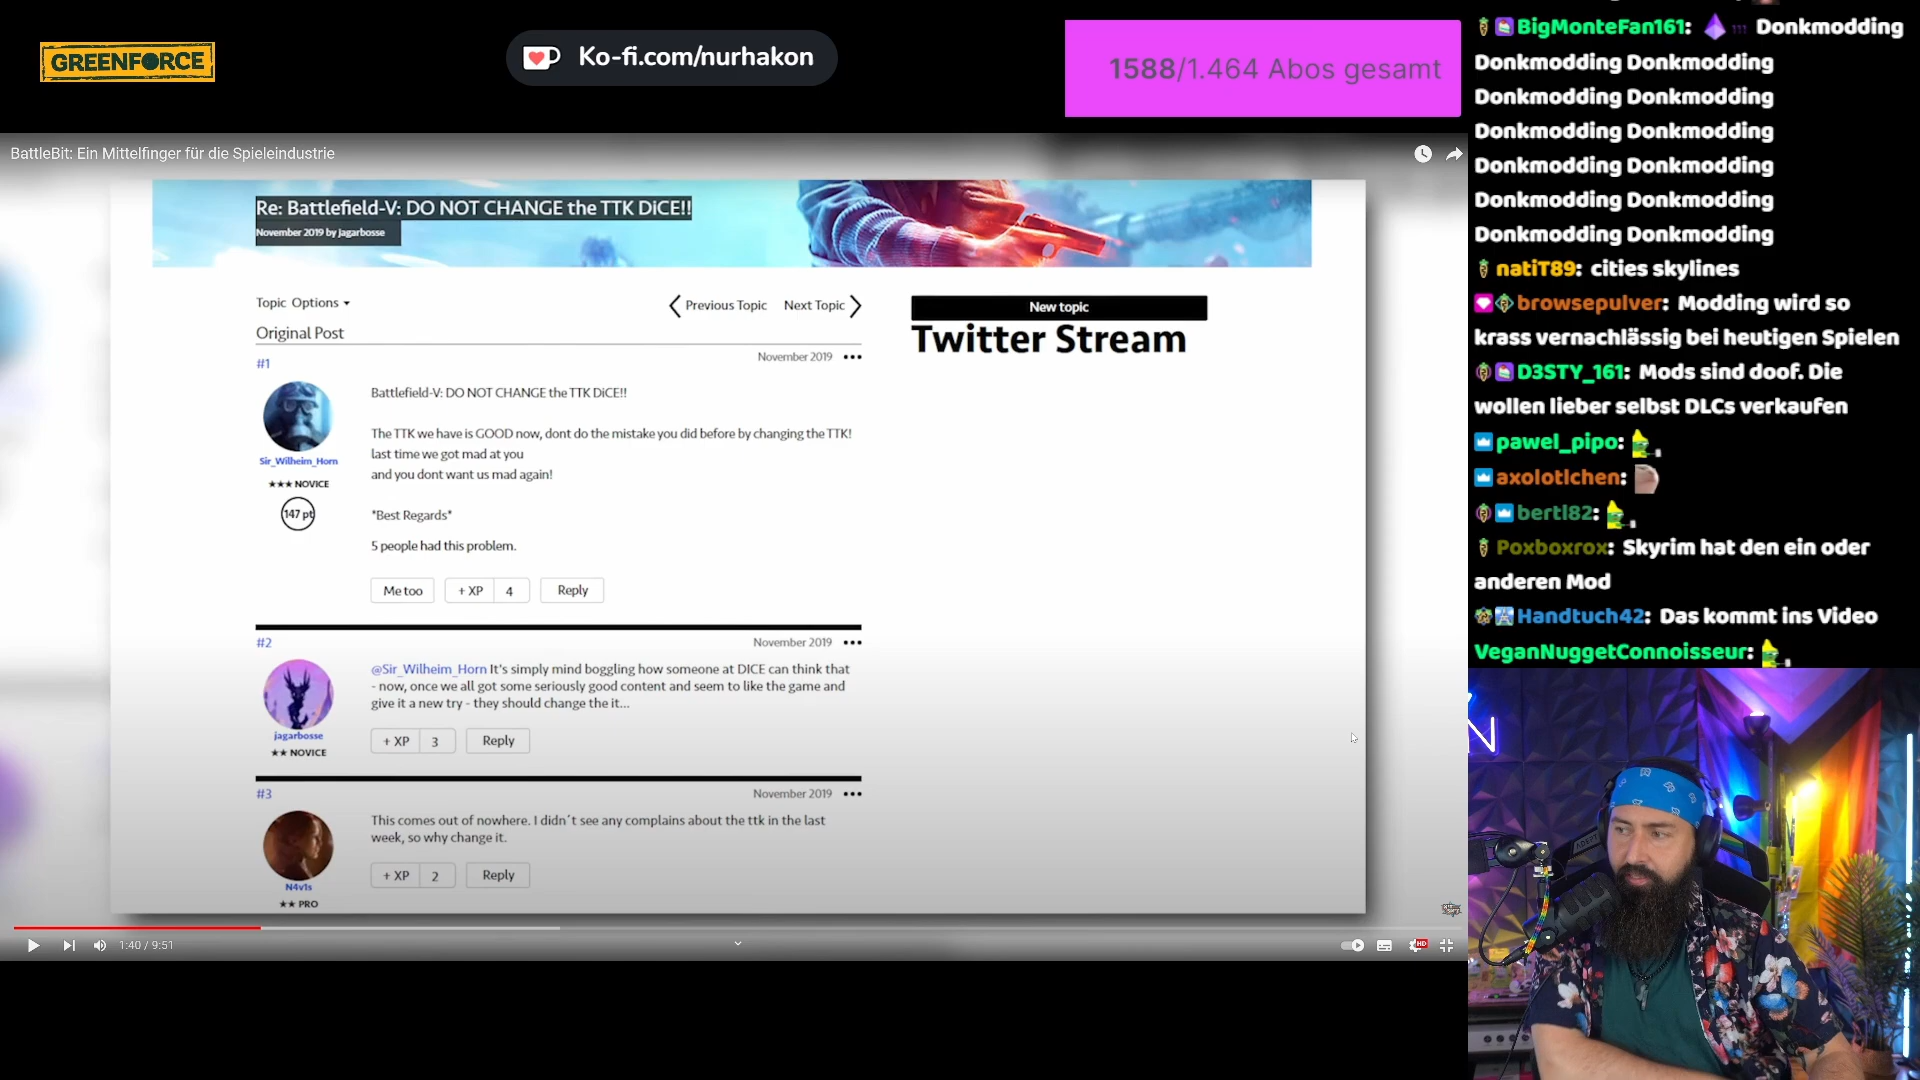 GREENFORCE
Ko-fi.com/nurhakon
1588/1.464 Abos gesamt
BattleBit: Ein Mittelfinger für die Spieleindustrie
Re: Battlefield-V: DO NOT CHANGE the TTK DiCE!!
November 2019 by jagarbosse
Topic Options
Previous Topic
Next Topic
Original Post
#1
November 2019
Sir_Wilheim_Horn
★★★ NOVICE
147 pt
Battlefield-V: DO NOT CHANGE the TTK DiCE!!
The TTK we have is GOOD now, dont do the mistake you did before by changing the TTK!
last time we got mad at you
and you dont want us mad again!
*Best Regards*
5 people had this problem.
Me too
+ XP 4
Reply
#2
November 2019
jagarbosse
★★ NOVICE
@Sir_Wilheim_Horn It's simply mind boggling how someone at DICE can think that
- now, once we all got some seriously good content and seem to like the game and
give it a new try - they should change the it...
+ XP 3
Reply
#3
November 2019
N4v1s
★★ PRO
This comes out of nowhere. I didn´t see any complains about the ttk in the last
week, so why change it.
+ XP 2
Reply
New topic
Twitter Stream
1:40 / 9:51
HD
BigMonteFan161: Donkmodding
Donkmodding Donkmodding
Donkmodding Donkmodding
Donkmodding Donkmodding
Donkmodding Donkmodding
Donkmodding Donkmodding
Donkmodding Donkmodding
natiT89: cities skylines
browsepulver: Modding wird so
krass vernachlässig bei heutigen Spielen
D3STY_161: Mods sind doof. Die
wollen lieber selbst DLCs verkaufen
pawel_pipo:
axolotlchen:
bertl82:
Poxboxrox: Skyrim hat den ein oder
anderen Mod
Handtuch42: Das kommt ins Video
VeganNuggetConnoisseur:
N